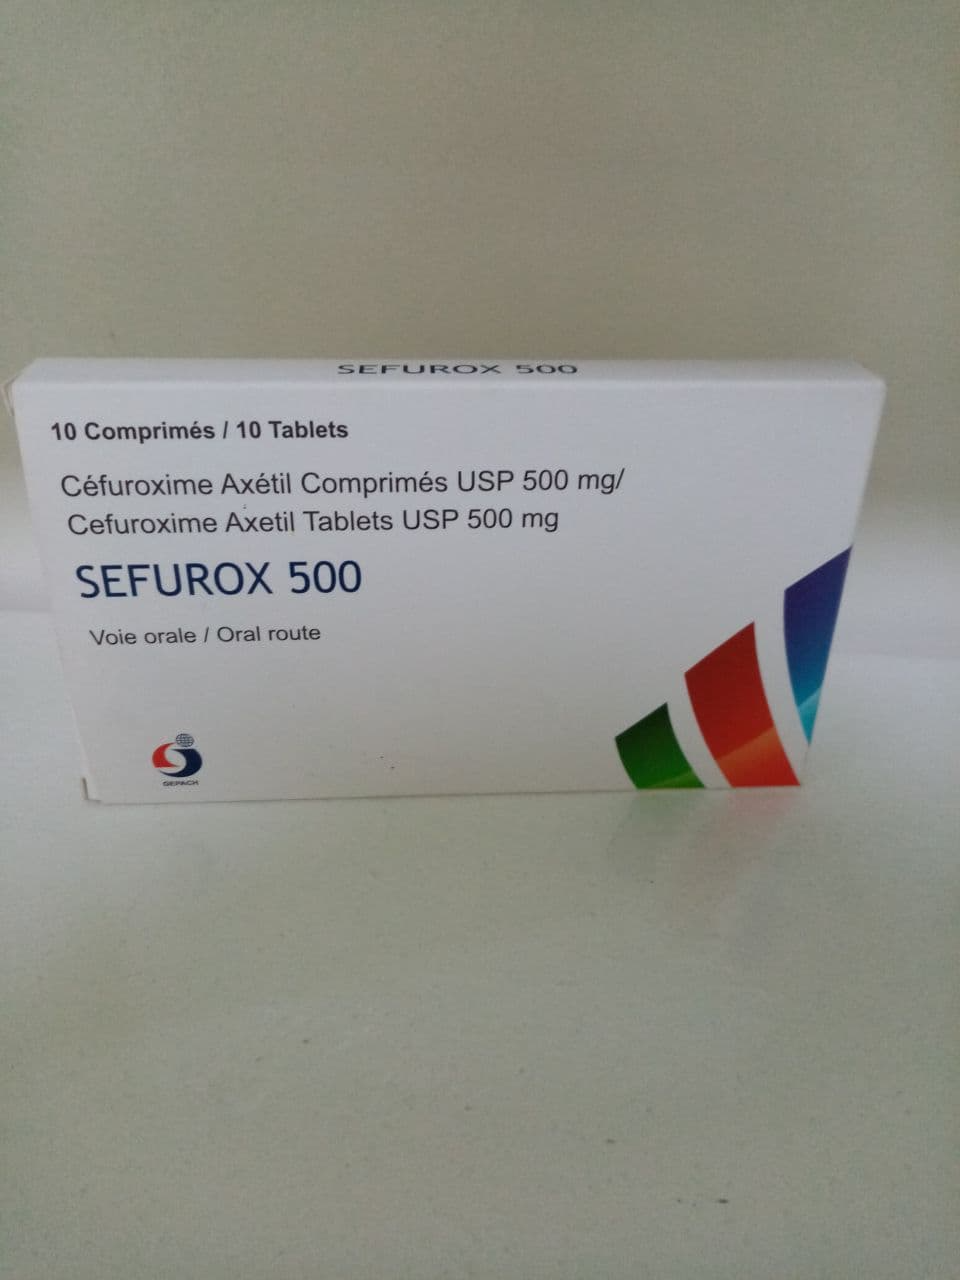 SEFUROX 500
10 Comprimés / 10 Tablets
Céfuroxime Axétil Comprimés USP 500 mg/
Cefuroxime Axetil Tablets USP 500 mg
SEFUROX 500
Voie orale / Oral route
GEPACH